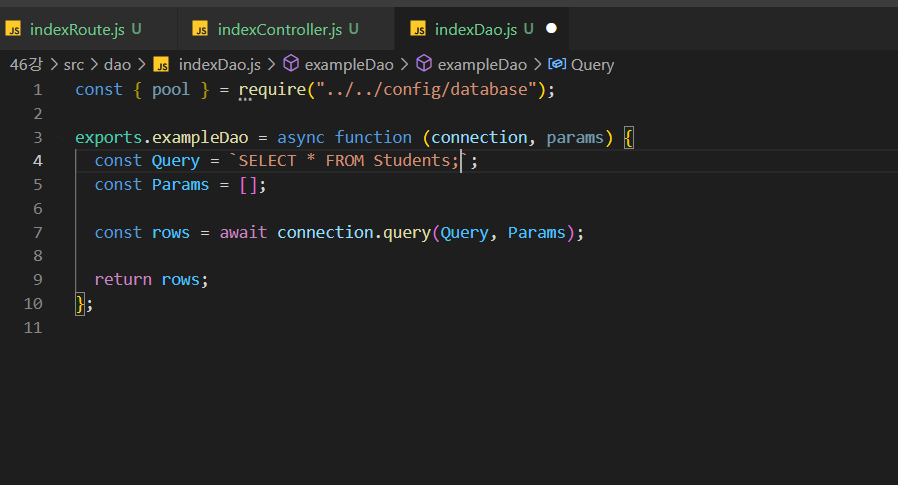 JS indexRoute.js U JS indexController.js U JS indexDao.js U
46강 > src > dao > JS indexDao.js > exampleDao > exampleDao > Query
1 const { pool } = require("../../config/database");
2
3 exports.exampleDao = async function (connection, params) {
4 const Query = `SELECT * FROM Students;`;
5 const Params = [];
6
7 const rows = await connection.query(Query, Params);
8
9 return rows;
10 };
11